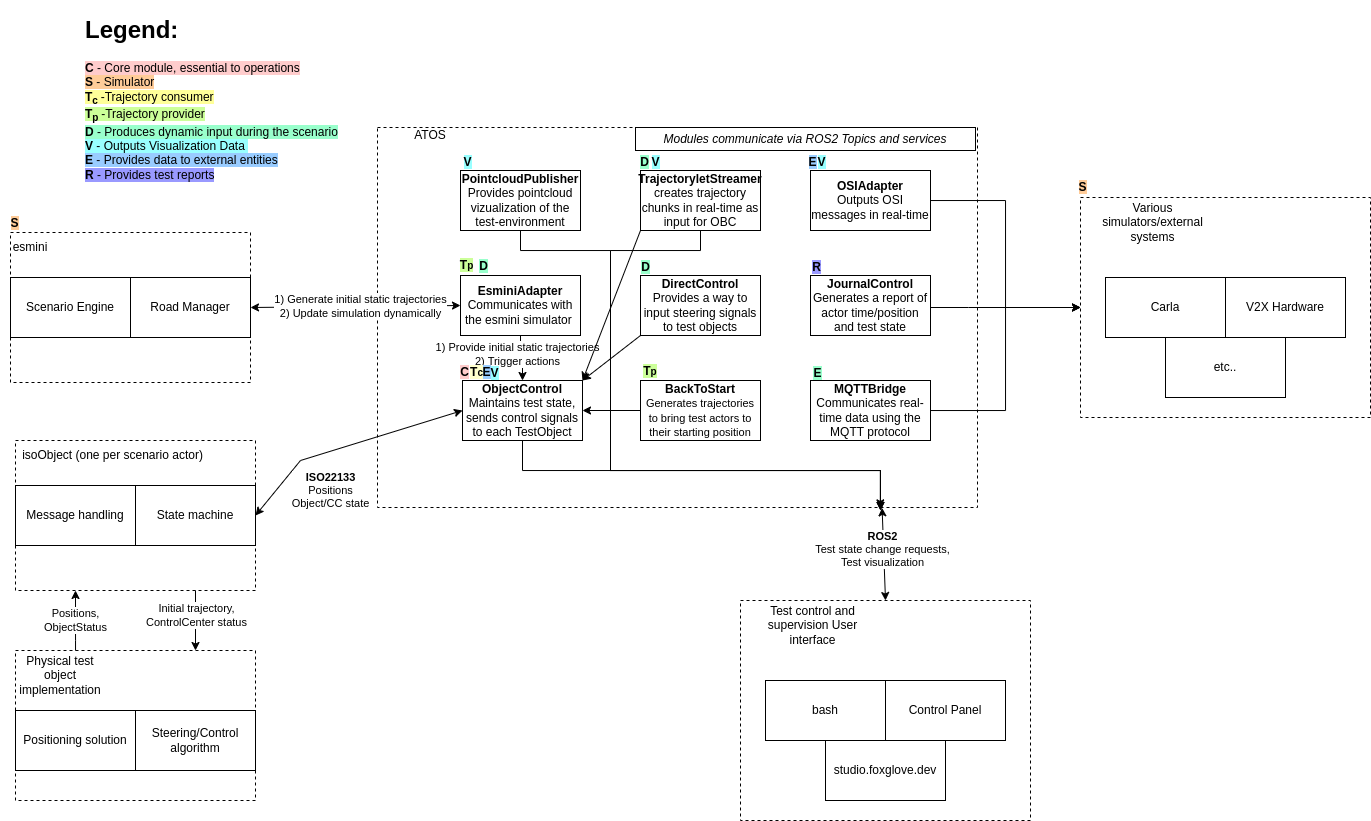 Legend:
C - Core module, essential to operations
S - Simulator
Tc -Trajectory consumer
Tp -Trajectory provider
D - Produces dynamic input during the scenario
V - Outputs Visualization Data
E - Provides data to external entities
R - Provides test reports
ATOS
Modules communicate via ROS2 Topics and services
V
PointcloudPublisher
Provides pointcloud
vizualization of the
test-environment
D V
TrajectoryletStreamer
creates trajectory
chunks in real-time as
input for OBC
E V
OSIAdapter
Outputs OSI
messages in real-time
S
Various
simulators/external
systems
Carla
V2X Hardware
etc..
S
esmini
Scenario Engine
Road Manager
1) Generate initial static trajectories
2) Update simulation dynamically
Tp D
EsminiAdapter
Communicates with
the esmini simulator
D
DirectControl
Provides a way to
input steering signals
to test objects
R
JournalControl
Generates a report of
actor time/position
and test state
1) Provide initial static trajectories
2) Trigger actions
C Tc E V
ObjectControl
Maintains test state,
sends control signals
to each TestObject
Tp
BackToStart
Generates trajectories
to bring test actors to
their starting position
E
MQTTBridge
Communicates real-
time data using the
MQTT protocol
isoObject (one per scenario actor)
Message handling
State machine
ISO22133
Positions
Object/CC state
Positions,
ObjectStatus
Initial trajectory,
ControlCenter status
Physical test
object
implementation
Positioning solution
Steering/Control
algorithm
ROS2
Test state change requests,
Test visualization
Test control and
supervision User
interface
bash
Control Panel
studio.foxglove.dev